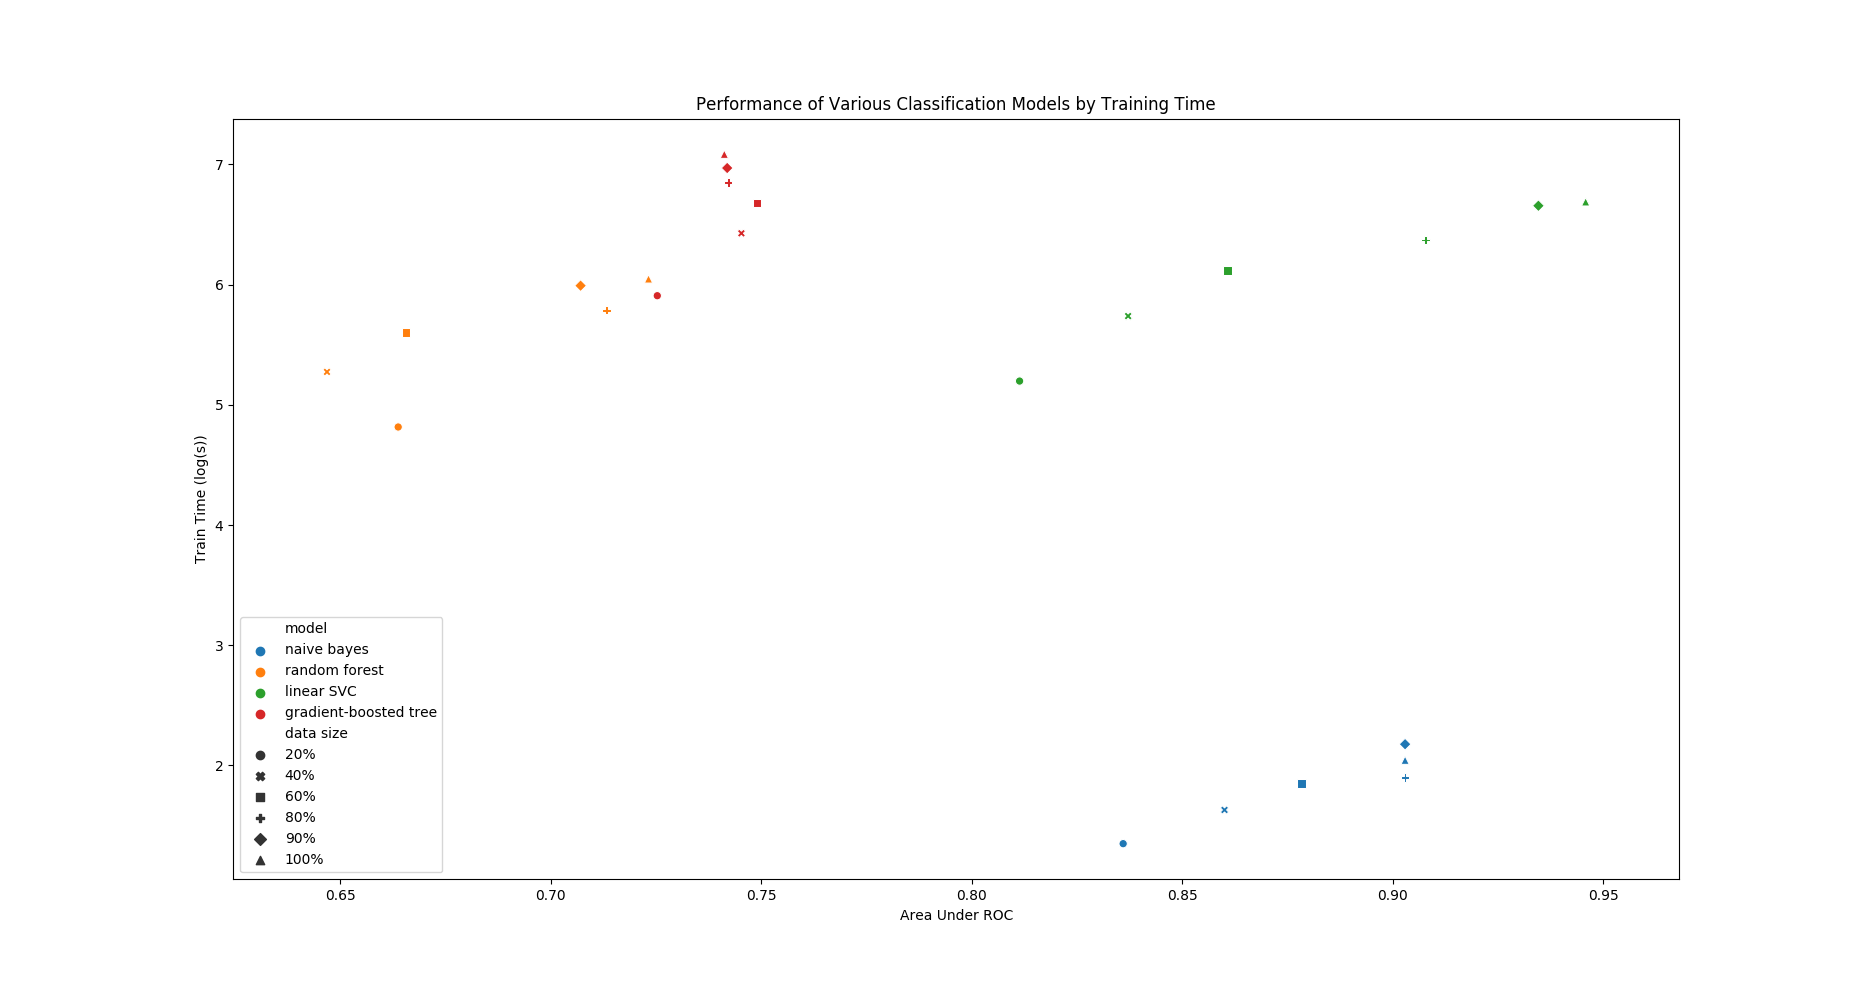 Performance of Various Classification Models by Training Time
7
6
5
4
3
2
Train Time (log(s))
model
naive bayes
random forest
linear SVC
gradient-boosted tree
data size
20%
40%
60%
80%
90%
100%
0.65 0.70 0.75 0.80 0.85 0.90 0.95
Area Under ROC